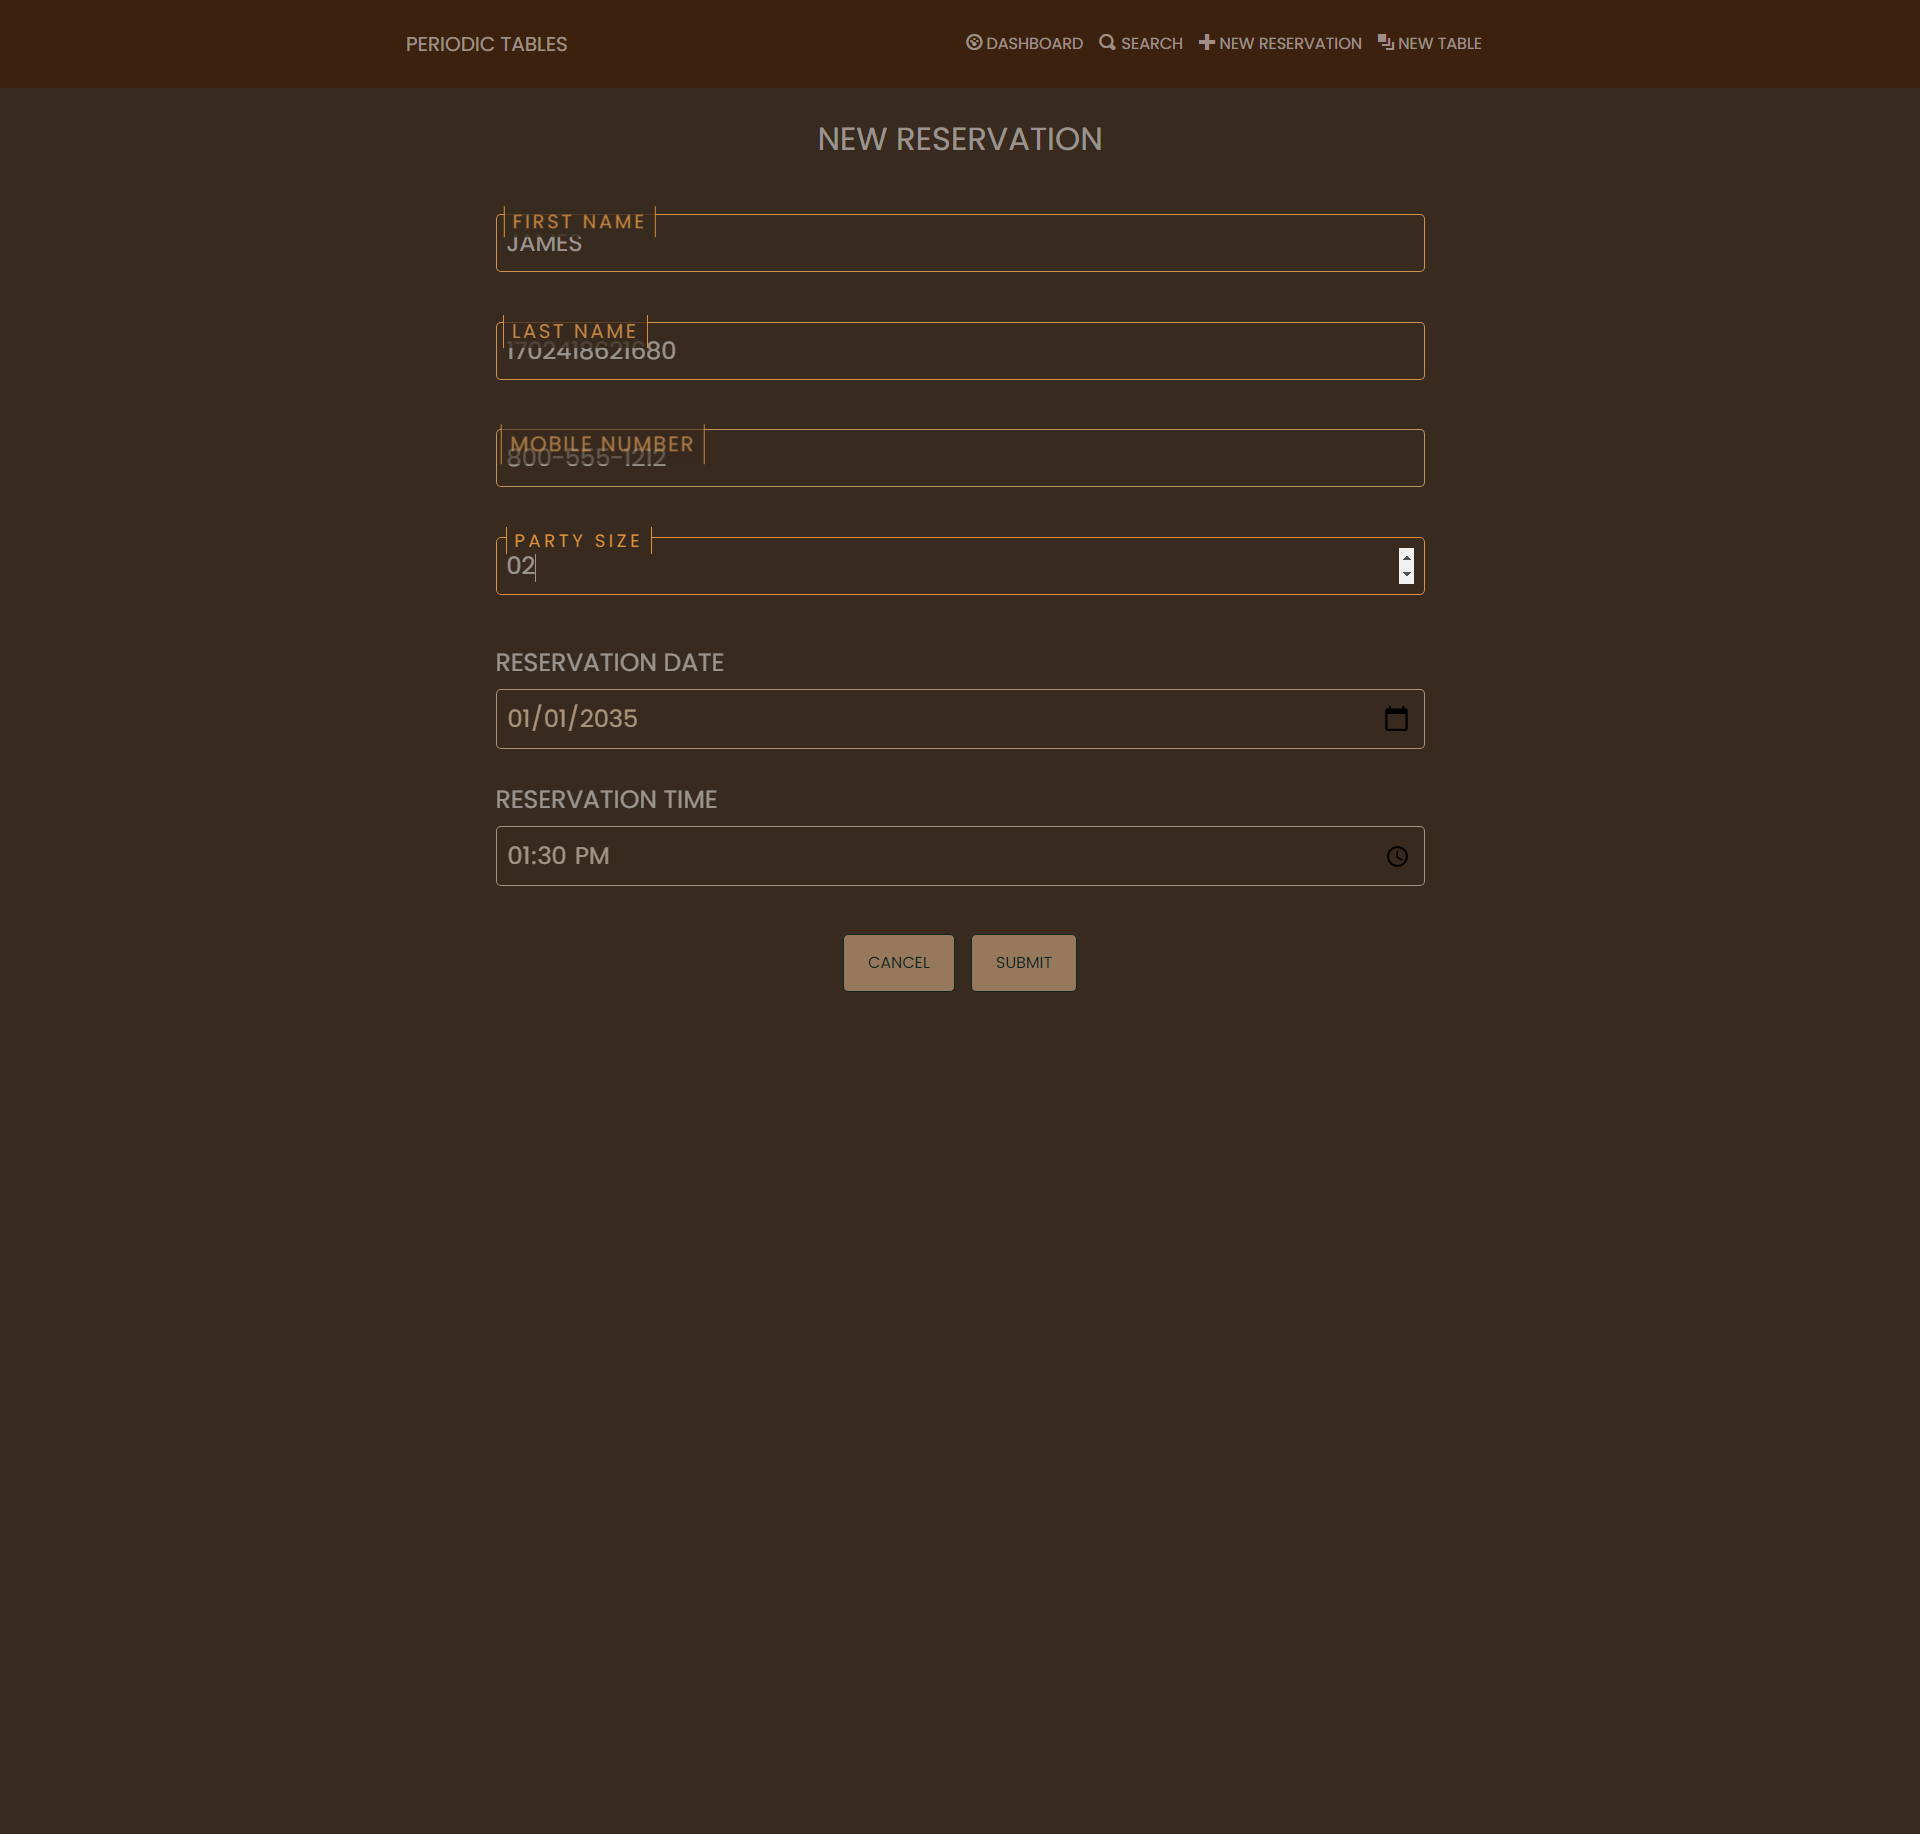 PERIODIC TABLES
DASHBOARD SEARCH NEW RESERVATION NEW TABLE
NEW RESERVATION
FIRST NAME
JAMES
LAST NAME
1702418621680
MOBILE NUMBER
800-555-1212
PARTY SIZE
02
RESERVATION DATE
01/01/2035
RESERVATION TIME
01:30 PM
CANCEL SUBMIT